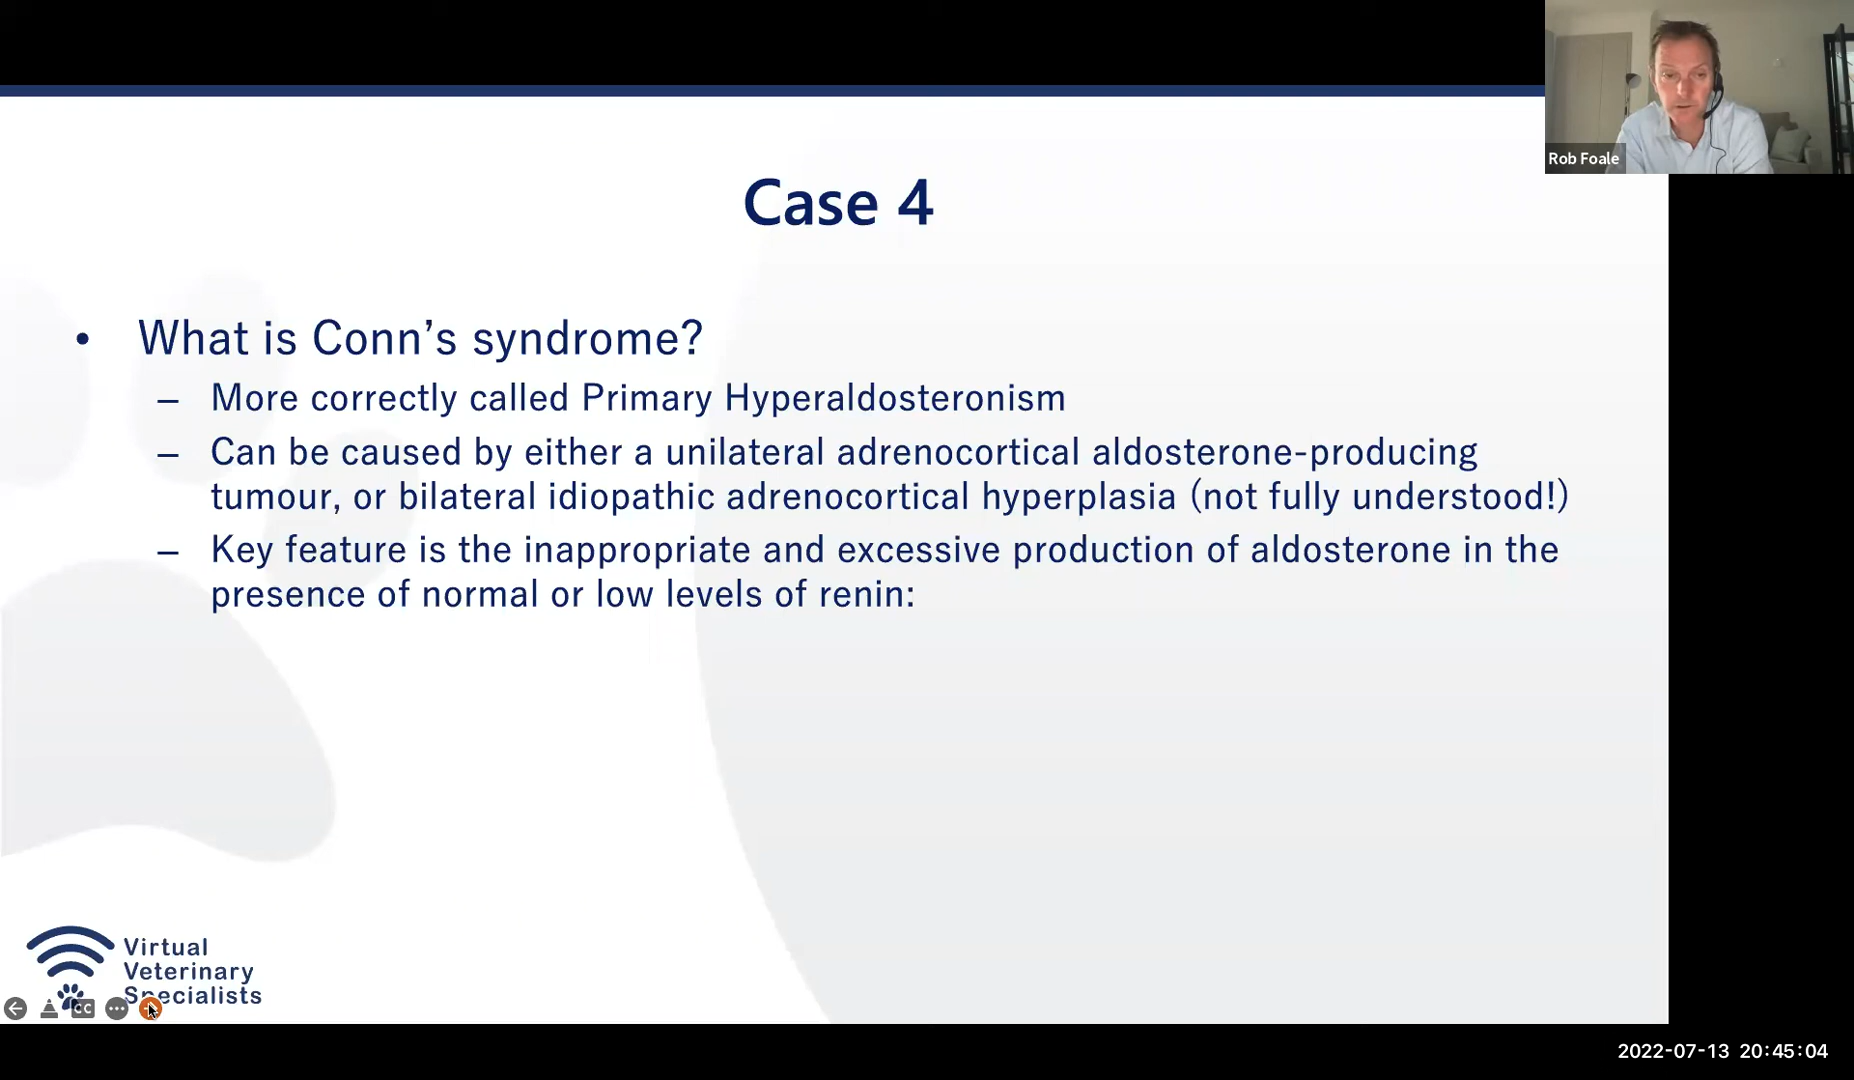 Rob Foale
Case 4
• What is Conn’s syndrome?
– More correctly called Primary Hyperaldosteronism
– Can be caused by either a unilateral adrenocortical aldosterone-producing
tumour, or bilateral idiopathic adrenocortical hyperplasia (not fully understood!)
– Key feature is the inappropriate and excessive production of aldosterone in the
presence of normal or low levels of renin:
Virtual
Veterinary
Specialists
CC
2022-07-13 20:45:04